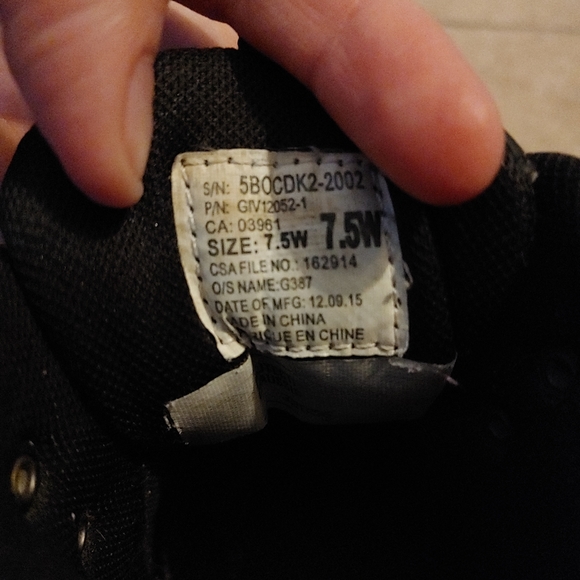 S/N: 5BOCDK2-2002
P/N: GIV12052-1
CA: 03961
SIZE: 7.5W 7.5W
CSA FILE NO.: 162914
O/S NAME:G387
DATE OF MFG: 12.09.15
IN CHINA
EN CHINE